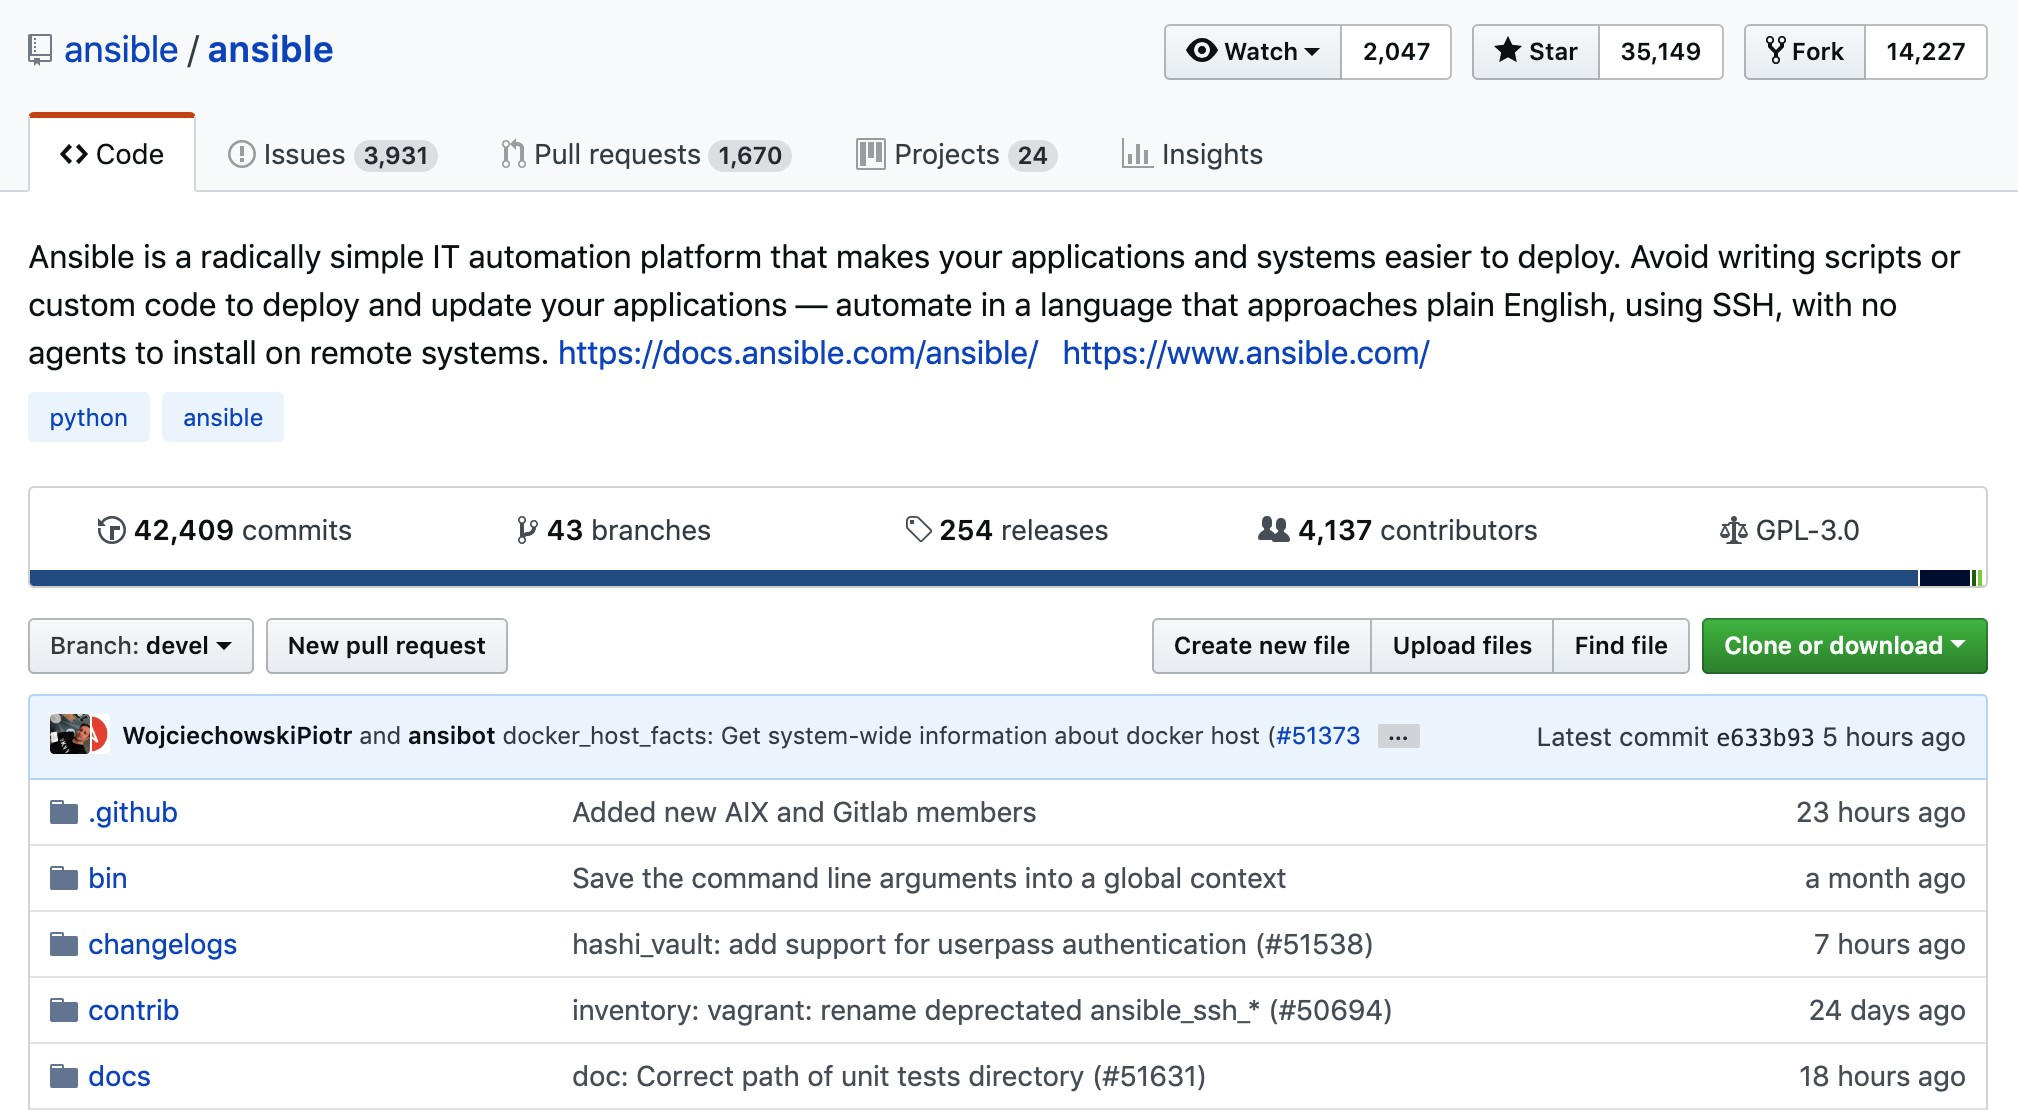 ansible / ansible
Watch 2,047 Star 35,149 Fork 14,227
Code Issues 3,931 Pull requests 1,670 Projects 24 Insights
Ansible is a radically simple IT automation platform that makes your applications and systems easier to deploy. Avoid writing scripts or
custom code to deploy and update your applications — automate in a language that approaches plain English, using SSH, with no
agents to install on remote systems. https://docs.ansible.com/ansible/ https://www.ansible.com/
python ansible
42,409 commits 43 branches 254 releases 4,137 contributors GPL-3.0
Branch: devel New pull request Create new file Upload files Find file Clone or download
WojciechowskiPiotr and ansibot docker_host_facts: Get system-wide information about docker host (#51373 ... Latest commit e633b93 5 hours ago
.github Added new AIX and Gitlab members 23 hours ago
bin Save the command line arguments into a global context a month ago
changelogs hashi_vault: add support for userpass authentication (#51538) 7 hours ago
contrib inventory: vagrant: rename deprectated ansible_ssh_* (#50694) 24 days ago
docs doc: Correct path of unit tests directory (#51631) 18 hours ago